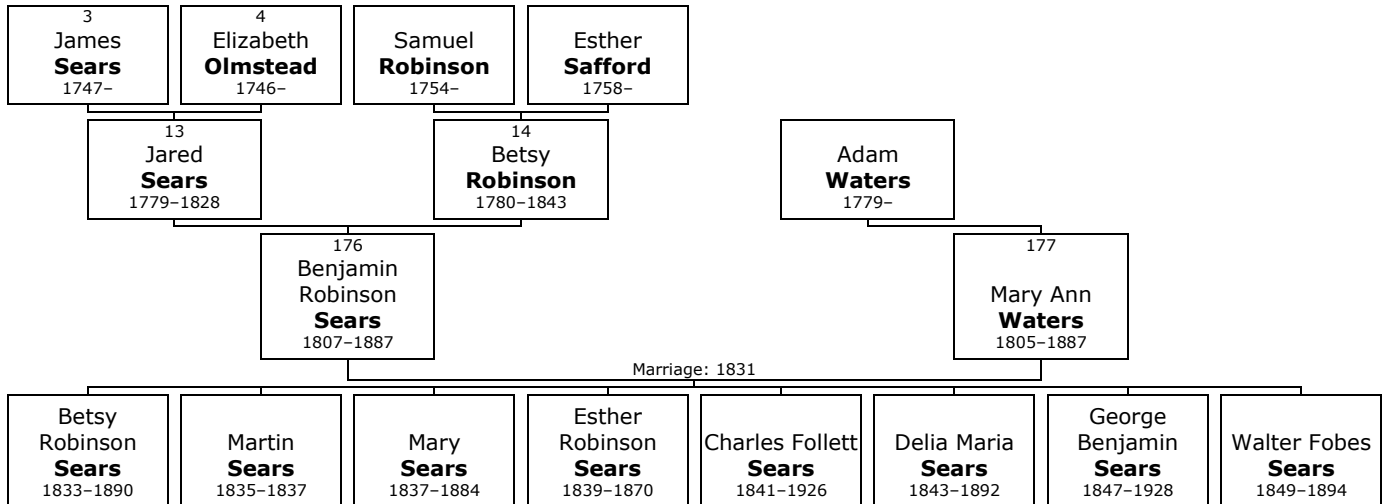 3
James
Sears
1747–
4
Elizabeth
Olmstead
1746–
Samuel
Robinson
1754–
Esther
Safford
1758–
13
Jared
Sears
1779–1828
14
Betsy
Robinson
1780–1843
Adam
Waters
1779–
176
Benjamin
Robinson
Sears
1807–1887
177
Mary Ann
Waters
1805–1887
Marriage: 1831
Betsy
Robinson
Sears
1833–1890
Martin
Sears
1835–1837
Mary
Sears
1837–1884
Esther
Robinson
Sears
1839–1870
Charles Follett
Sears
1841–1926
Delia Maria
Sears
1843–1892
George
Benjamin
Sears
1847–1928
Walter Fobes
Sears
1849–1894